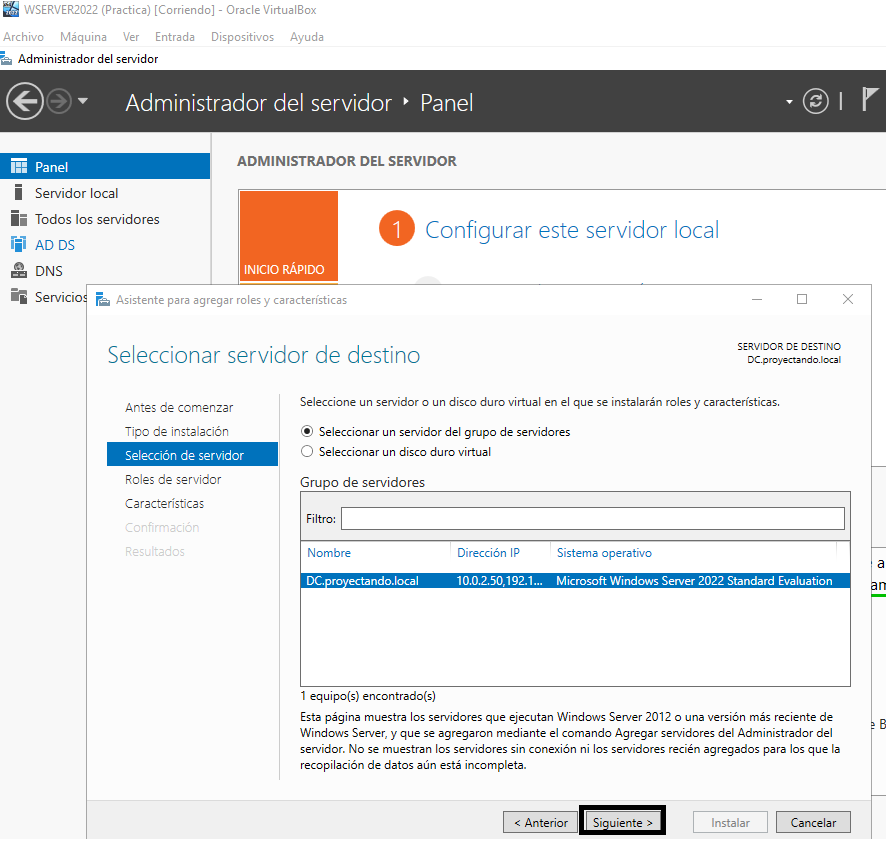 WSERVER2022 (Practica) [Corriendo] - Oracle VirtualBox
Archivo Máquina Ver Entrada Dispositivos Ayuda
Administrador del servidor
Administrador del servidor Panel
Panel
Servidor local
Todos los servidores
AD DS
DNS
Servicios
ADMINISTRADOR DEL SERVIDOR
INICIO RÁPIDO
1 Configurar este servidor local
Asistente para agregar roles y características
Seleccionar servidor de destino
SERVIDOR DE DESTINO
DC.proyectando.local
Antes de comenzar
Tipo de instalación
Selección de servidor
Roles de servidor
Características
Confirmación
Resultados
Seleccione un servidor o un disco duro virtual en el que se instalarán roles y características.
Seleccionar un servidor del grupo de servidores
Seleccionar un disco duro virtual
Grupo de servidores
Filtro:
Nombre Dirección IP Sistema operativo
DC.proyectando.local 10.0.2.50,192.1... Microsoft Windows Server 2022 Standard Evaluation
1 equipo(s) encontrado(s)
Esta página muestra los servidores que ejecutan Windows Server 2012 o una versión más reciente de
Windows Server, y que se agregaron mediante el comando Agregar servidores del Administrador del
servidor. No se muestran los servidores sin conexión ni los servidores recién agregados para los que la
recopilación de datos aún está incompleta.
< Anterior Siguiente > Instalar Cancelar